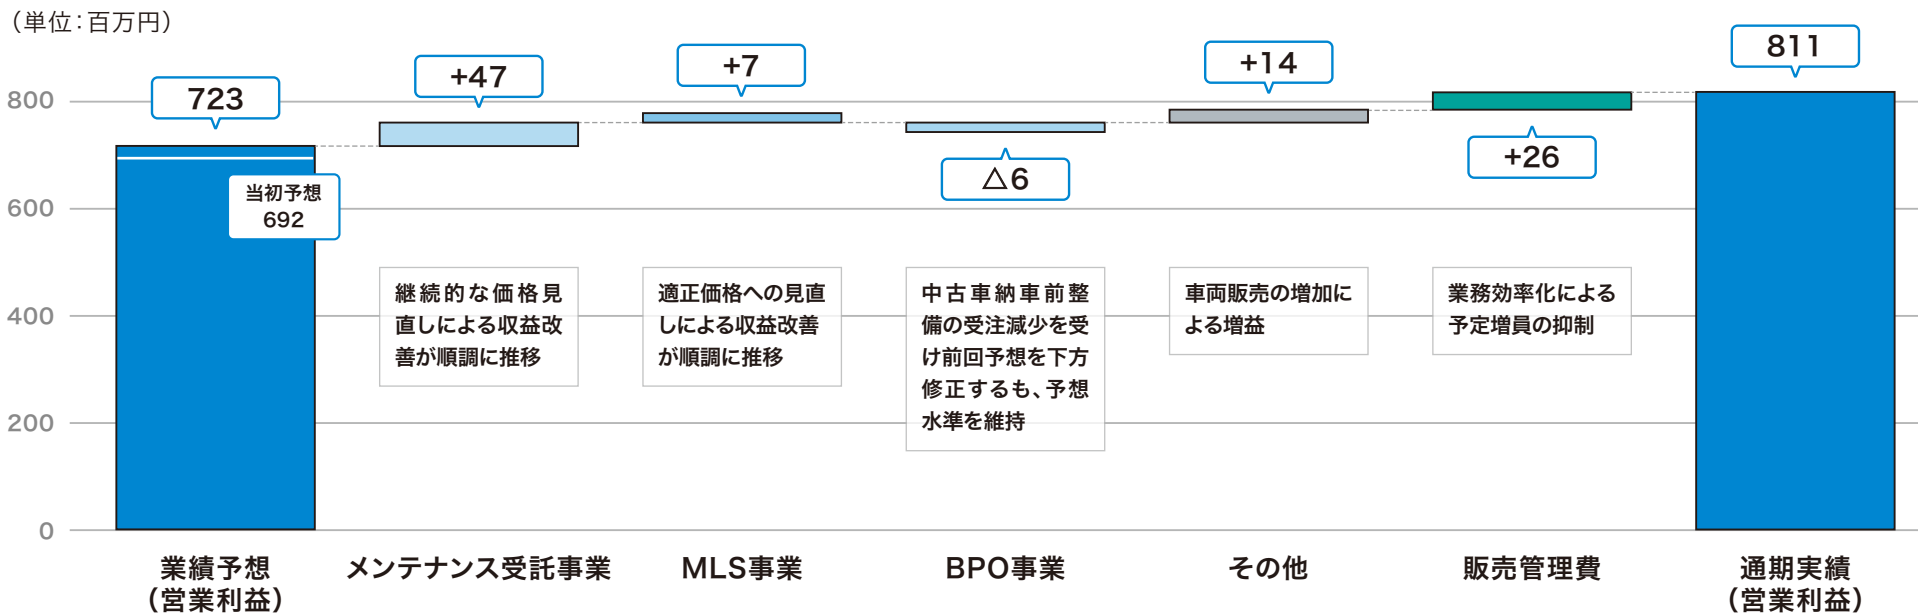 （単位：百万円）
800
600
400
200
0
723
当初予想
692
+47
+7
△6
+14
+26
811
継続的な価格見
直しによる収益改
善が順調に推移
適正価格への見直
しによる収益改善
が順調に推移
中古車納車前整
備の受注減少を受
け前回予想を下方
修正するも、予想
水準を維持
車両販売の増加に
よる増益
業務効率化による
予定増員の抑制
業績予想
（営業利益）
メンテナンス受託事業
MLS事業
BPO事業
その他
販売管理費
通期実績
（営業利益）